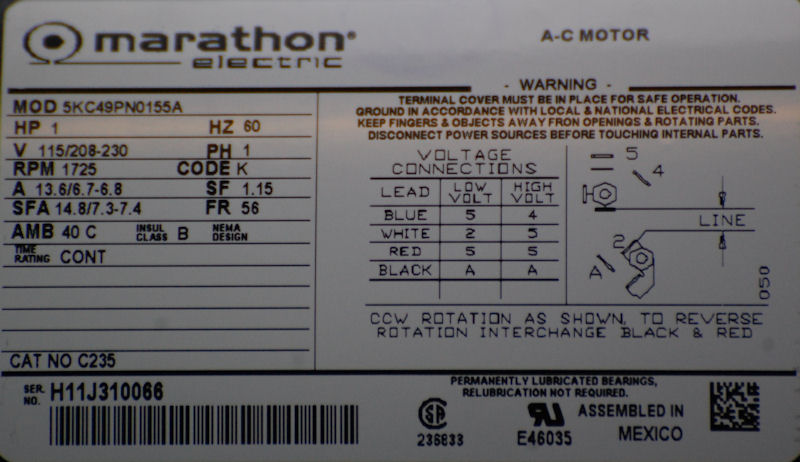 marathon®
electric
A-C MOTOR
MOD 5KC49PN0155A
HP 1 HZ 60
V 115/208-230 PH 1
RPM 1725 CODE K
A 13.6/6.7-6.8 SF 1.15
SFA 14.8/7.3-7.4 FR 56
AMB 40 C INSUL CLASS B NEMA DESIGN
TIME RATING CONT
CAT NO C235
- WARNING -
TERMINAL COVER MUST BE IN PLACE FOR SAFE OPERATION.
GROUND IN ACCORDANCE WITH LOCAL & NATIONAL ELECTRICAL CODES.
KEEP FINGERS & OBJECTS AWAY FRON OPENINGS & ROTATING PARTS.
DISCONNECT POWER SOURCES BEFORE TOUCHING INTERNAL PARTS.
VOLTAGE
CONNECTIONS
LEAD LOW VOLT HIGH VOLT
BLUE 5 4
WHITE 2 5
RED 5 5
BLACK A A
5
4
LINE
2
A
050
CCW ROTATION AS SHOWN, TO REVERSE
ROTATION INTERCHANGE BLACK & RED
SER. NO. H11J310066
PERMANENTLY LUBRICATED BEARINGS,
RELUBRICATION NOT REQUIRED.
236833
E46035
ASSEMBLED IN
MEXICO